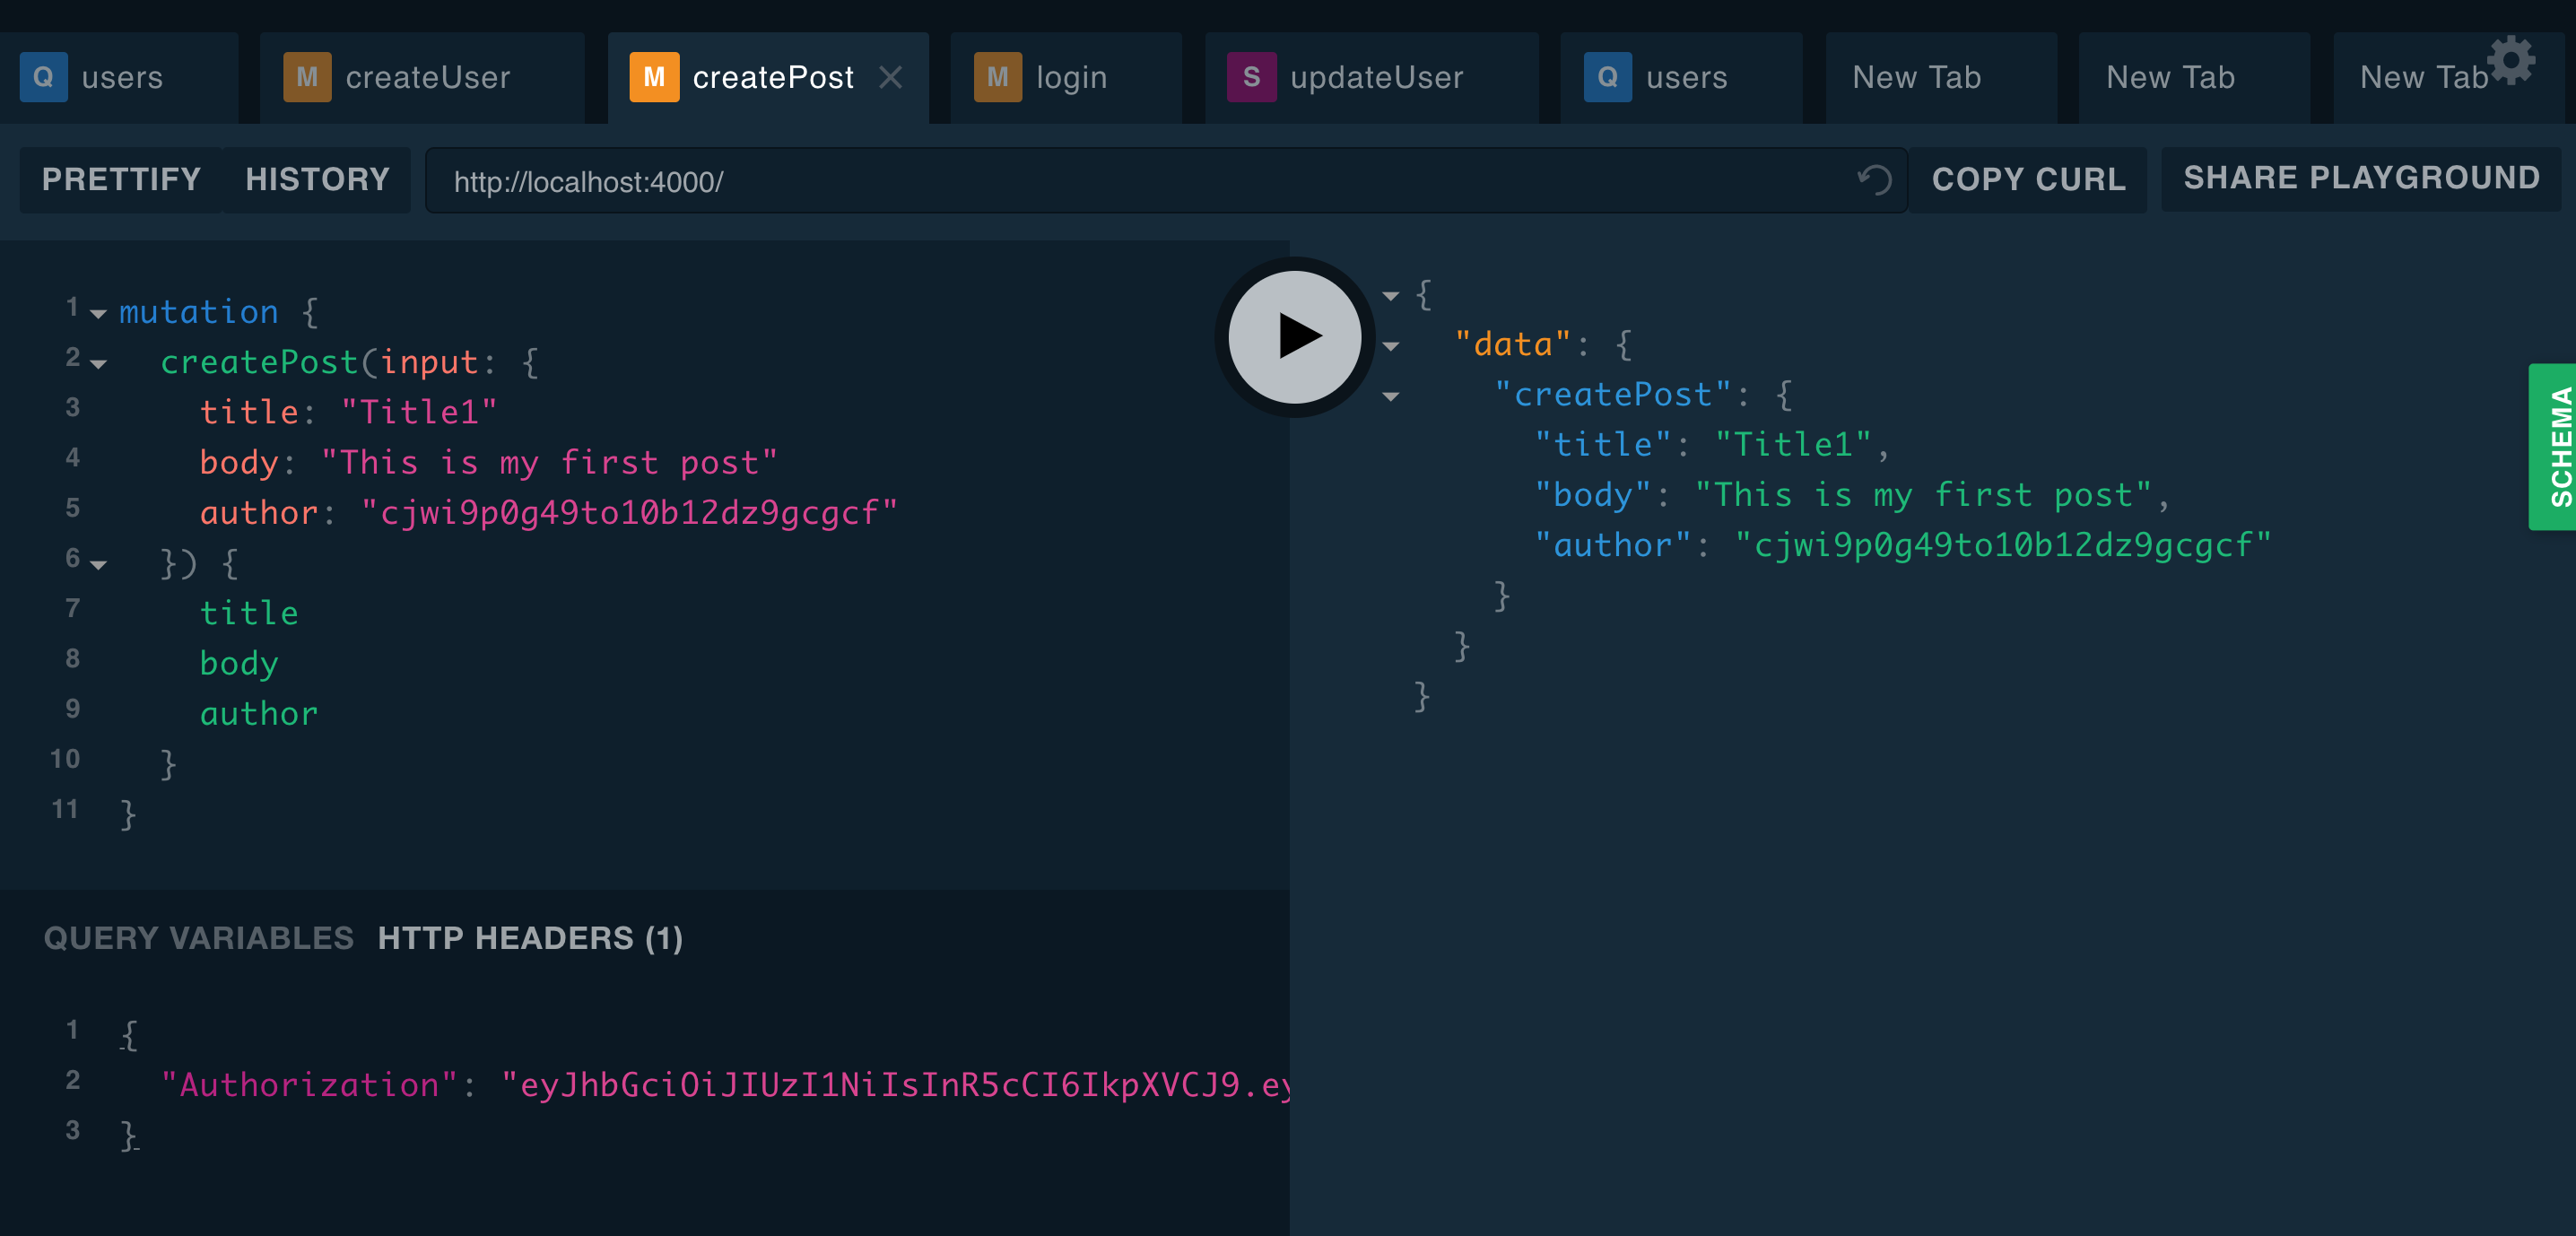 Q users M createUser M createPost M login S updateUser Q users New Tab New Tab New Tab
PRETTIFY HISTORY http://localhost:4000/ COPY CURL SHARE PLAYGROUND
1 mutation {
2 createPost(input: {
3 title: "Title1"
4 body: "This is my first post"
5 author: "cjwi9p0g49to10b12dz9gcgcf"
6 }) {
7 title
8 body
9 author
10 }
11 }
{
"data": {
"createPost": {
"title": "Title1",
"body": "This is my first post",
"author": "cjwi9p0g49to10b12dz9gcgcf"
}
}
}
SCHEMA
QUERY VARIABLES HTTP HEADERS (1)
1 {
2 "Authorization": "eyJhbGciOiJIUzI1NiIsInR5cCI6IkpXVCJ9.ey
3 }